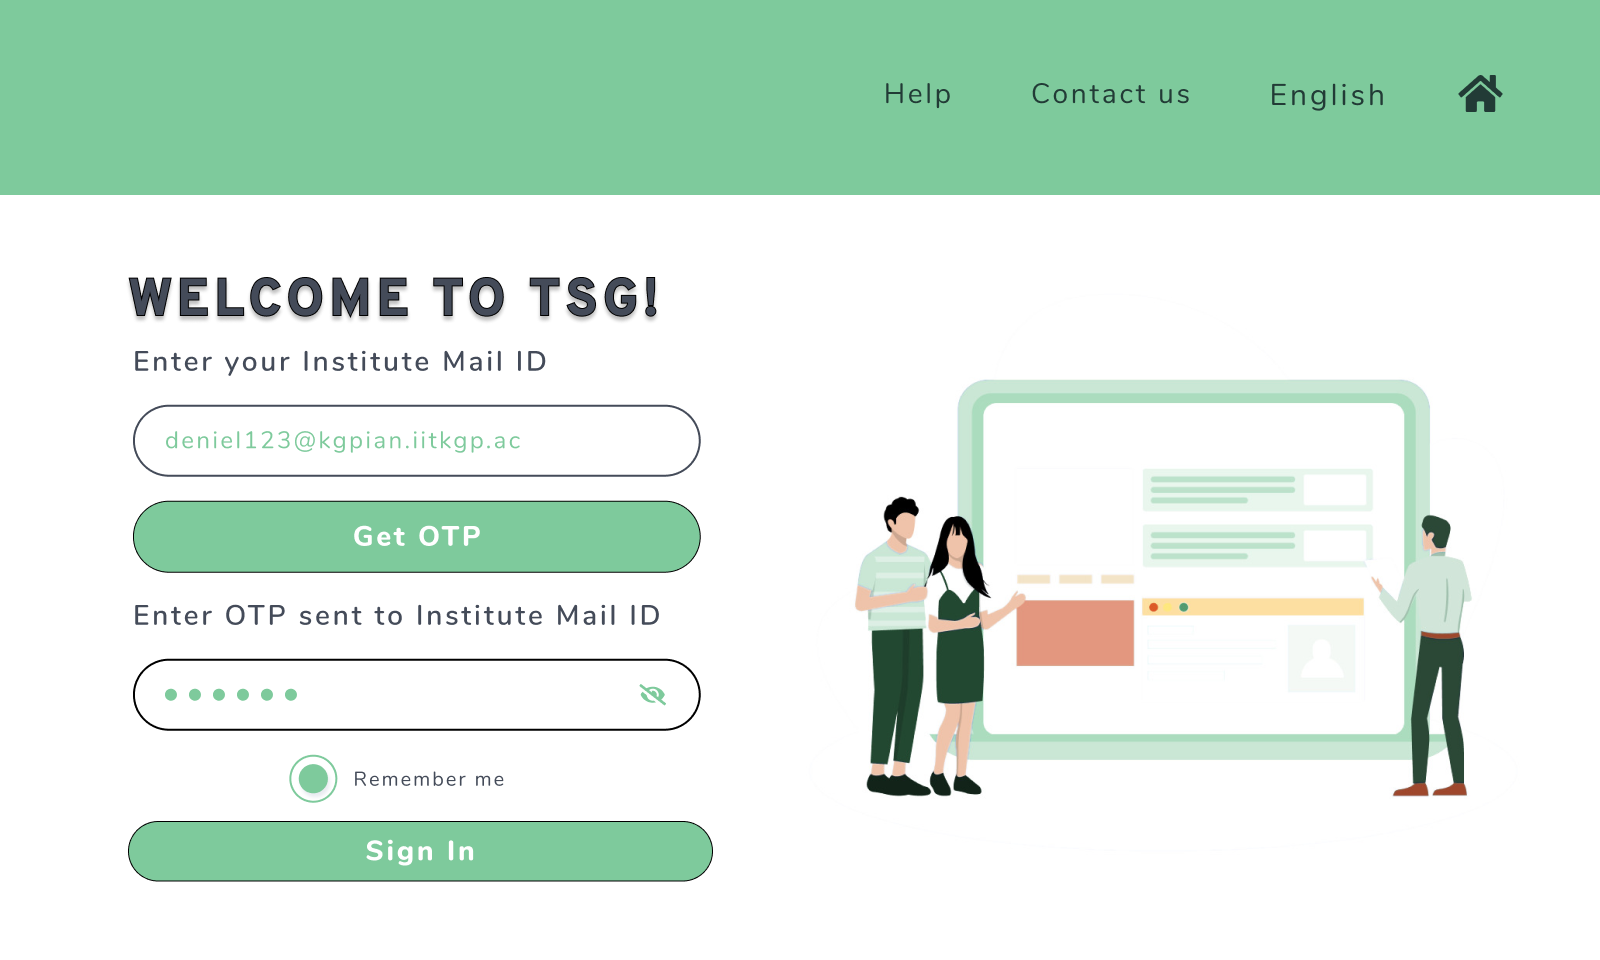 Help Contact us English
WELCOME TO TSG!
Enter your Institute Mail ID
deniel123@kgpian.iitkgp.ac
Get OTP
Enter OTP sent to Institute Mail ID
Remember me
Sign In